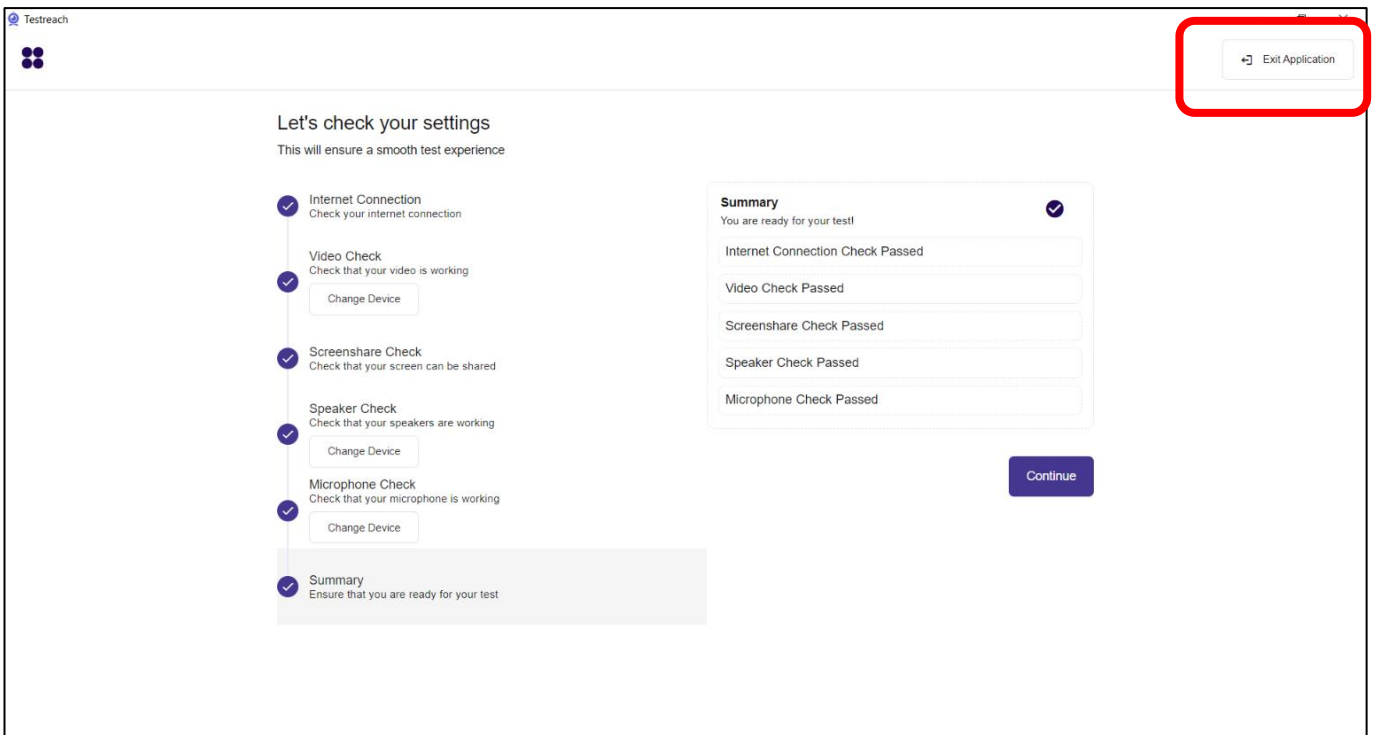 Testreach
Exit Application
Let's check your settings
This will ensure a smooth test experience
Internet Connection
Check your internet connection
Video Check
Check that your video is working
Change Device
Screenshare Check
Check that your screen can be shared
Speaker Check
Check that your speakers are working
Change Device
Microphone Check
Check that your microphone is working
Change Device
Summary
Ensure that you are ready for your test
Summary
You are ready for your test!
Internet Connection Check Passed
Video Check Passed
Screenshare Check Passed
Speaker Check Passed
Microphone Check Passed
Continue